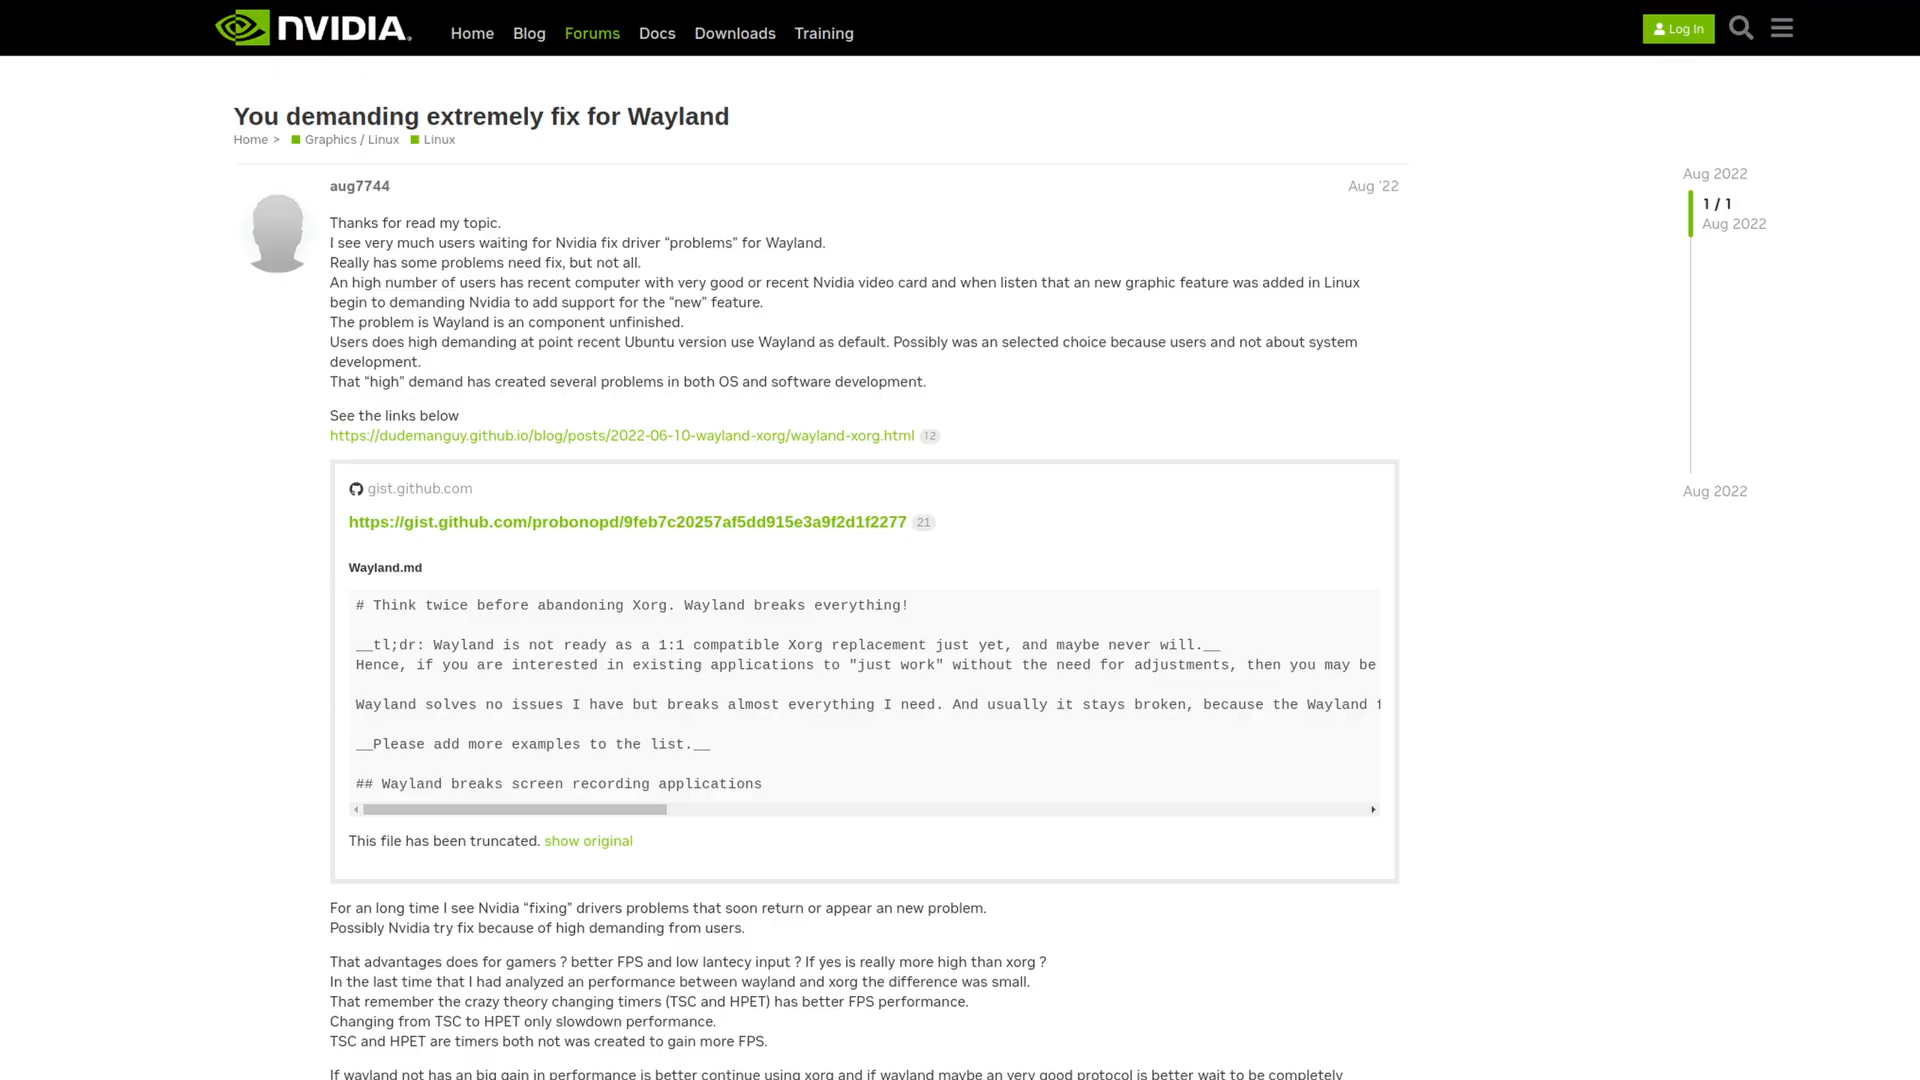 NVIDIA.
Home Blog Forums Docs Downloads Training
Log In
You demanding extremely fix for Wayland
Home > Graphics / Linux Linux
aug7744
Aug '22
Thanks for read my topic.
I see very much users waiting for Nvidia fix driver “problems” for Wayland.
Really has some problems need fix, but not all.
An high number of users has recent computer with very good or recent Nvidia video card and when listen that an new graphic feature was added in Linux
begin to demanding Nvidia to add support for the “new” feature.
The problem is Wayland is an component unfinished.
Users does high demanding at point recent Ubuntu version use Wayland as default. Possibly was an selected choice because users and not about system
development.
That “high” demand has created several problems in both OS and software development.
See the links below
https://dudemanguy.github.io/blog/posts/2022-06-10-wayland-xorg/wayland-xorg.html 12
gist.github.com
https://gist.github.com/probonopd/9feb7c20257af5dd915e3a9f2d1f2277 21
Wayland.md
# Think twice before abandoning Xorg. Wayland breaks everything!
__tl;dr: Wayland is not ready as a 1:1 compatible Xorg replacement just yet, and maybe never will.__
Hence, if you are interested in existing applications to "just work" without the need for adjustments, then you may be
Wayland solves no issues I have but breaks almost everything I need. And usually it stays broken, because the Wayland f
__Please add more examples to the list.__
## Wayland breaks screen recording applications
This file has been truncated. show original
For an long time I see Nvidia “fixing” drivers problems that soon return or appear an new problem.
Possibly Nvidia try fix because of high demanding from users.
That advantages does for gamers ? better FPS and low lantecy input ? If yes is really more high than xorg ?
In the last time that I had analyzed an performance between wayland and xorg the difference was small.
That remember the crazy theory changing timers (TSC and HPET) has better FPS performance.
Changing from TSC to HPET only slowdown performance.
TSC and HPET are timers both not was created to gain more FPS.
If wayland not has an big gain in performance is better continue using xorg and if wayland maybe an very good protocol is better wait to be completely
Aug 2022
1 / 1
Aug 2022
Aug 2022